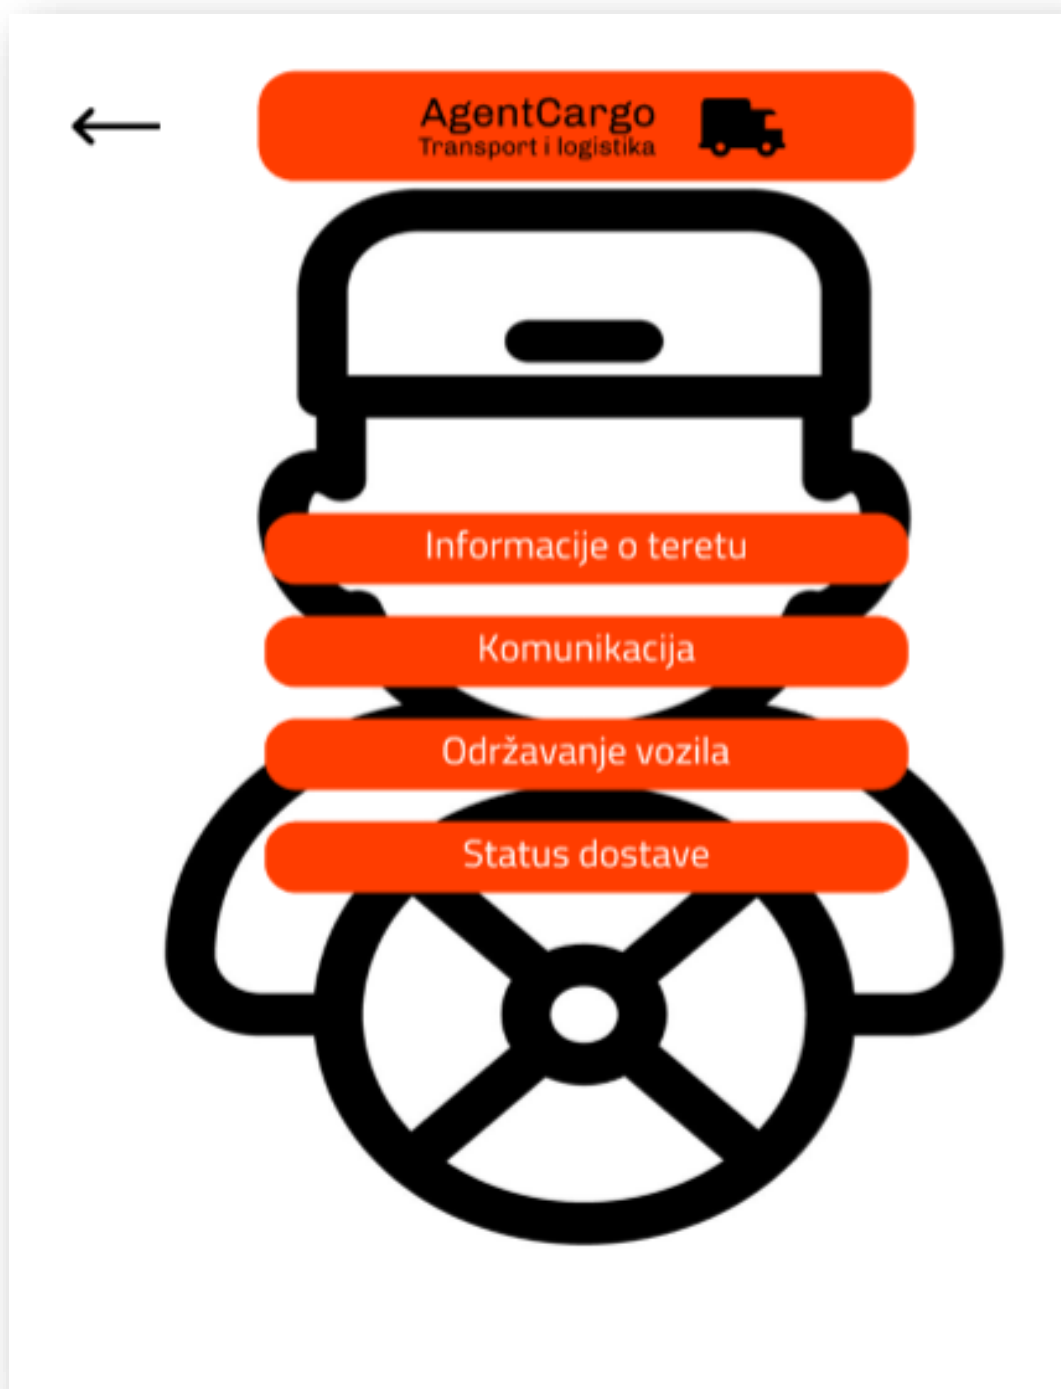 AgentCargo
Transport i logistika
Informacije o teretu
Komunikacija
Održavanje vozila
Status dostave